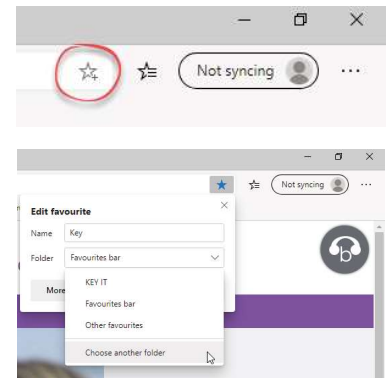 Not syncing
Not syncing
Edit favourite
Name Key
Folder Favourites bar
More
KEY IT
Favourites bar
Other favourites
Choose another folder
b